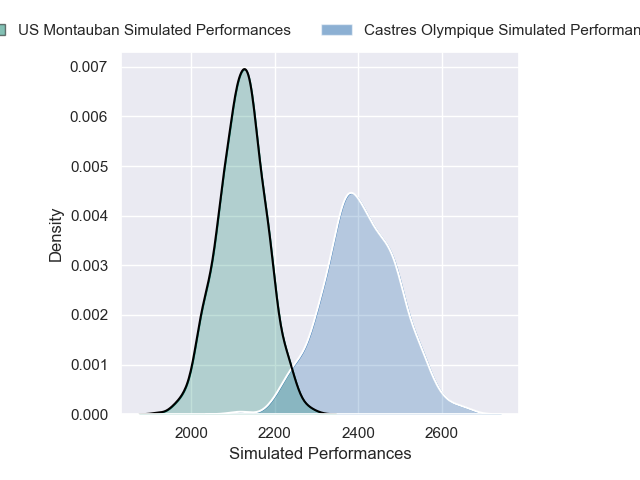 US Montauban Simulated Performances
Castres Olympique Simulated
0.007
0.006
0.005
0.004
0.003
0.002
0.001
0.000
Density
2000 2200 2400 2600
Simulated Performances